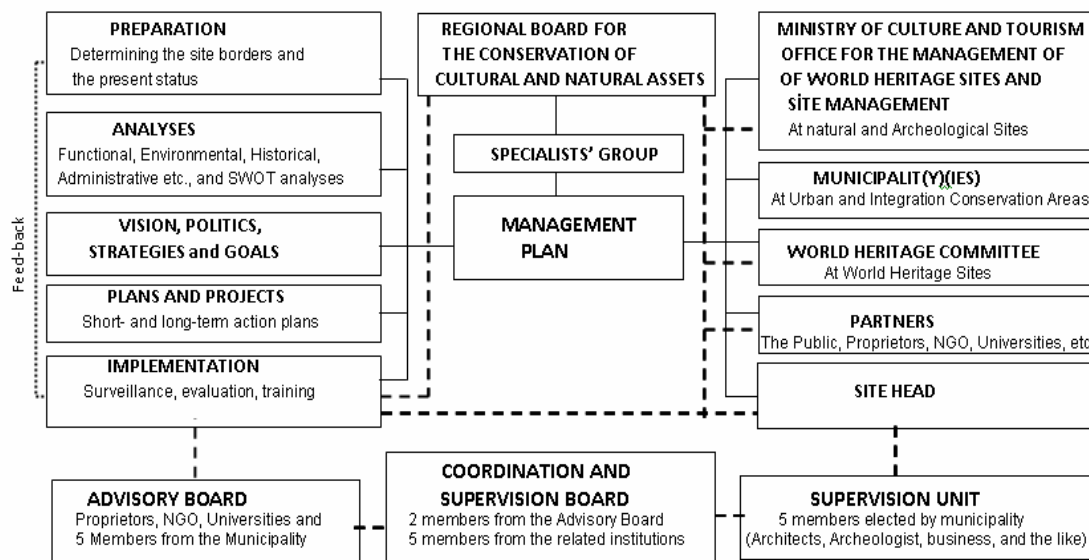 PREPARATION
Determining the site borders and
the present status
ANALYSES
Functional, Environmental, Historical,
Administrative etc., and SWOT analyses
VISION, POLITICS,
STRATEGIES and GOALS
PLANS AND PROJECTS
Short- and long-term action plans
IMPLEMENTATION
Surveillance, evaluation, training
Feed-back
REGIONAL BOARD FOR
THE CONSERVATION OF
CULTURAL AND NATURAL ASSETS
SPECIALISTS' GROUP
MANAGEMENT
PLAN
MINISTRY OF CULTURE AND TOURISM
OFFICE FOR THE MANAGEMENT OF
OF WORLD HERITAGE SITES AND
SİTE MANAGEMENT
At natural and Archeological Sites
MUNICIPALIT(Y)(IES)
At Urban and Integration Conservation Areas
WORLD HERITAGE COMMITTEE
At World Heritage Sites
PARTNERS
The Public, Proprietors, NGO, Universities, etc
SITE HEAD
ADVISORY BOARD
Proprietors, NGO, Universities and
5 Members from the Municipality
COORDINATION AND
SUPERVISION BOARD
2 members from the Advisory Board
5 members from the related institutions
SUPERVISION UNIT
5 members elected by municipality
(Architects, Archeologist, business, and the like)